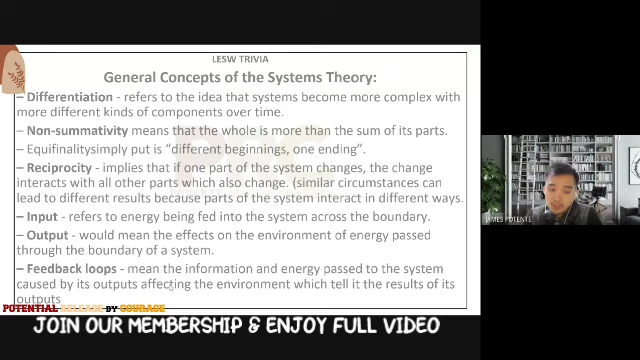 LESW TRIVIA
General Concepts of the Systems Theory:
– Differentiation - refers to the idea that systems become more complex with
more different kinds of components over time.
– Non-summativity means that the whole is more than the sum of its parts.
– Equifinalitysimply put is “different beginnings, one ending”.
– Reciprocity - implies that if one part of the system changes, the change
interacts with all other parts which also change. (similar circumstances can
lead to different results because parts of the system interact in different ways.
– Input - refers to energy being fed into the system across the boundary.
– Output - would mean the effects on the environment of energy passed
through the boundary of a system.
– Feedback loops - mean the information and energy passed to the system
caused by its outputs affecting the environment which tell it the results of its
outputs
POTENTIAL RELEASE BY COURAGE
JOIN OUR MEMBERSHIP & ENJOY FULL VIDEO
JAMES POTENTE